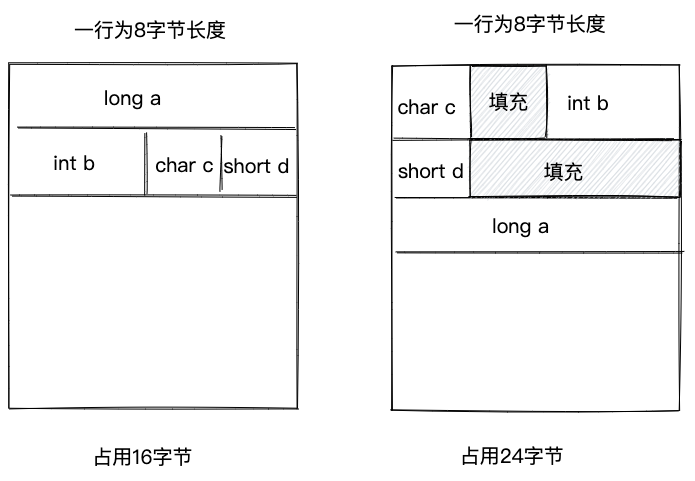 一行为8字节长度
long a
int b
char c
short d
占用16字节
一行为8字节长度
char c
填充
int b
short d
填充
long a
占用24字节